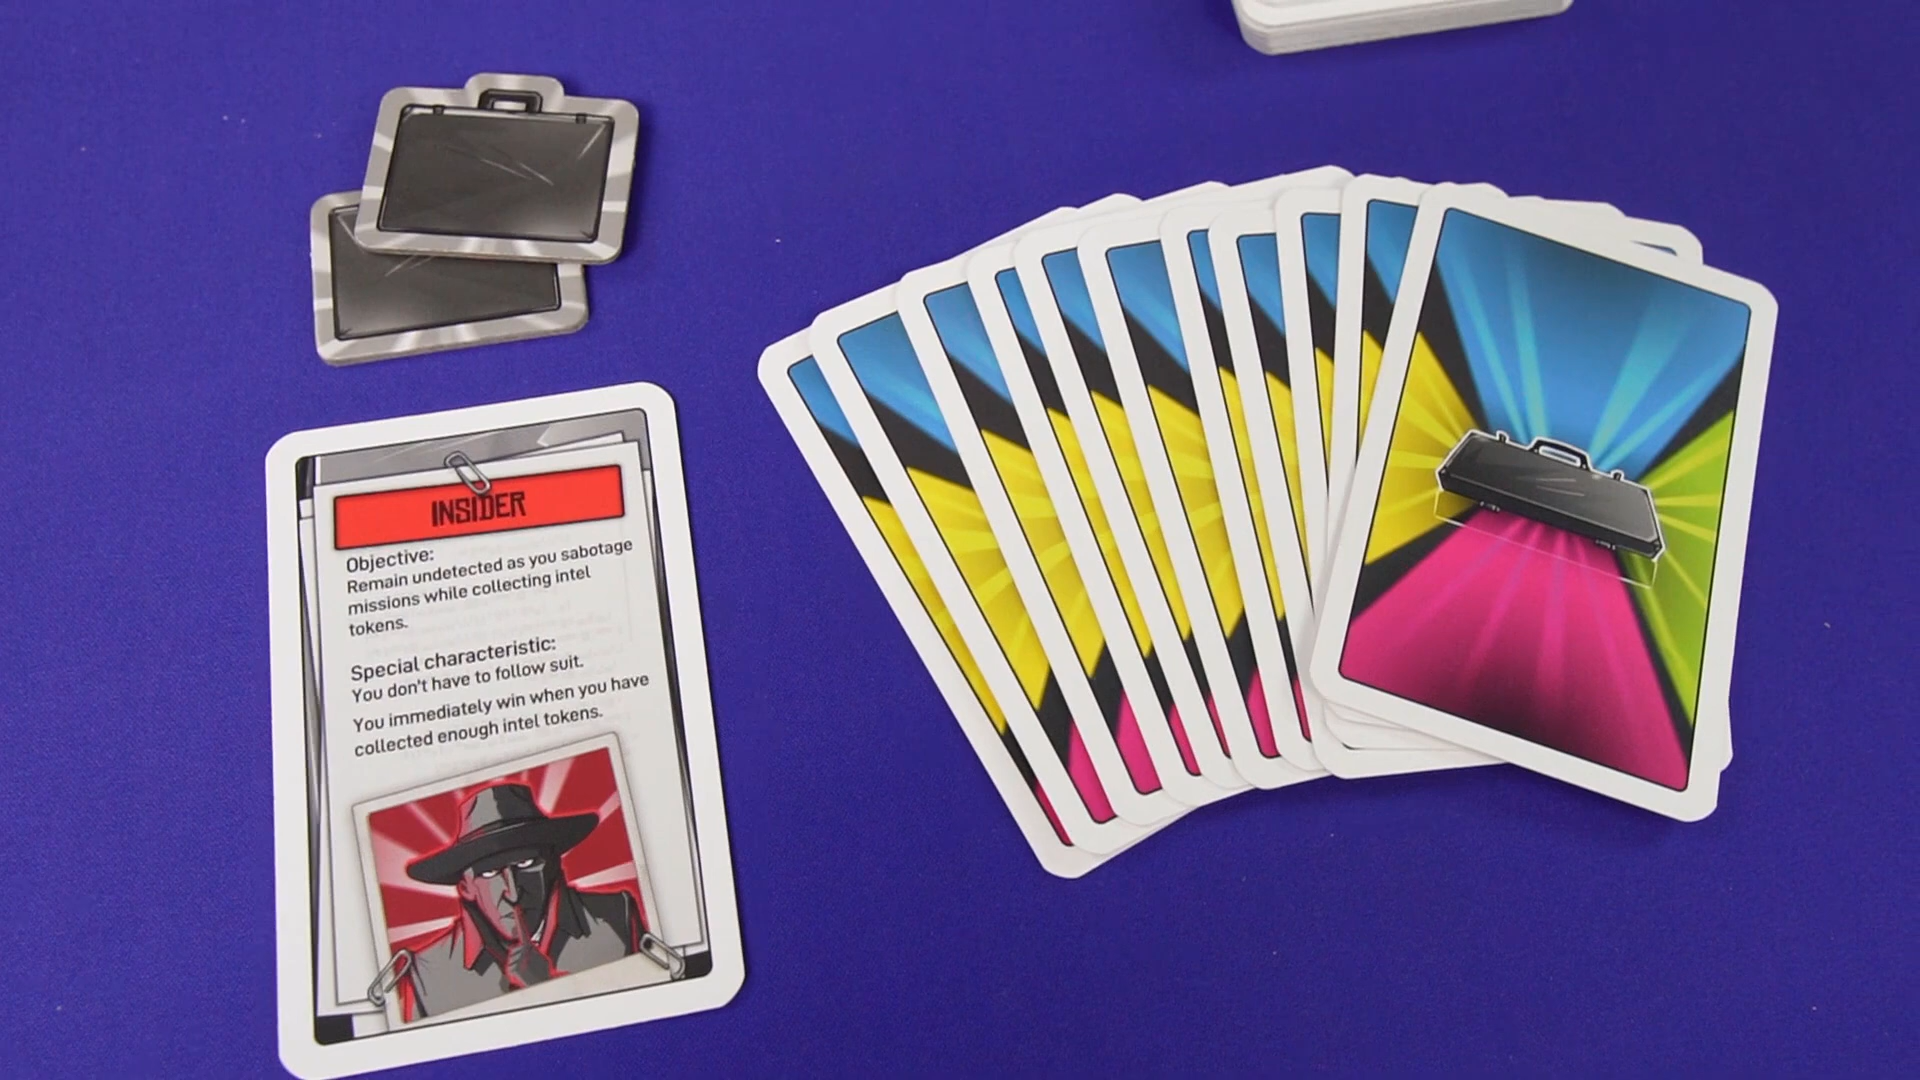 INSIDER
Objective:
Remain undetected as you sabotage
missions while collecting intel
tokens.
Special characteristic:
You don't have to follow suit.
You immediately win when you have
collected enough intel tokens.